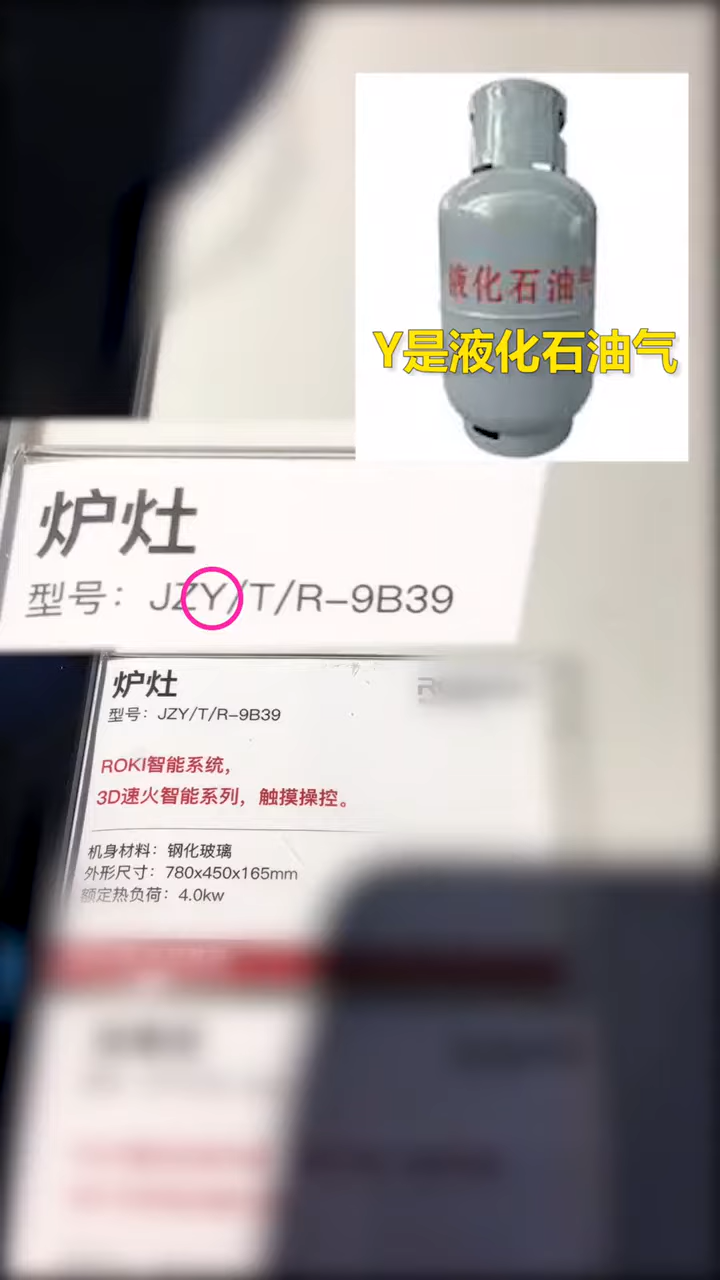 液化石油气
Y是液化石油气
炉灶
型号：JZY/T/R-9B39
炉灶
型号：JZY/T/R-9B39
ROKI智能系统，
3D速火智能系列，触摸操控。
机身材料：钢化玻璃
外形尺寸：780x450x165mm
额定热负荷：4.0kw